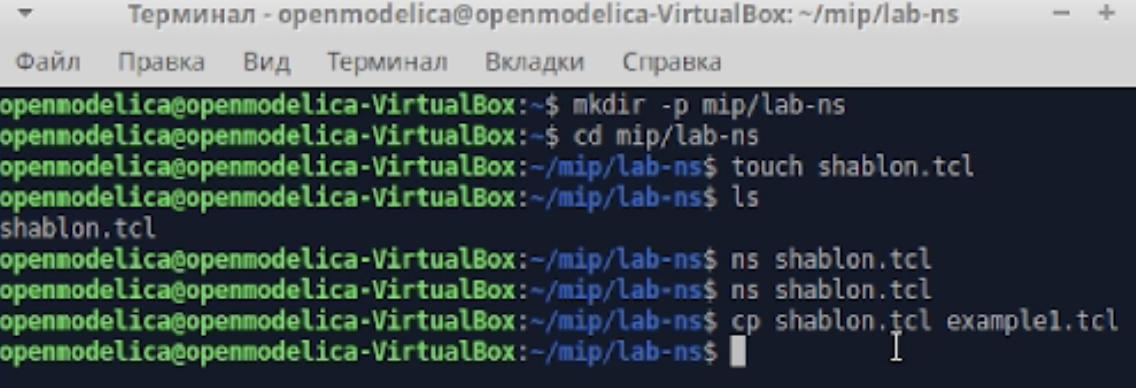 Терминал - openmodelica@openmodelica-VirtualBox: ~/mip/lab-ns
Файл Правка Вид Терминал Вкладки Справка
openmodelica@openmodelica-VirtualBox:~$ mkdir -p mip/lab-ns
openmodelica@openmodelica-VirtualBox:~$ cd mip/lab-ns
openmodelica@openmodelica-VirtualBox:~/mip/lab-ns$ touch shablon.tcl
openmodelica@openmodelica-VirtualBox:~/mip/lab-ns$ ls
shablon.tcl
openmodelica@openmodelica-VirtualBox:~/mip/lab-ns$ ns shablon.tcl
openmodelica@openmodelica-VirtualBox:~/mip/lab-ns$ ns shablon.tcl
openmodelica@openmodelica-VirtualBox:~/mip/lab-ns$ cp shablon.tcl example1.tcl
openmodelica@openmodelica-VirtualBox:~/mip/lab-ns$